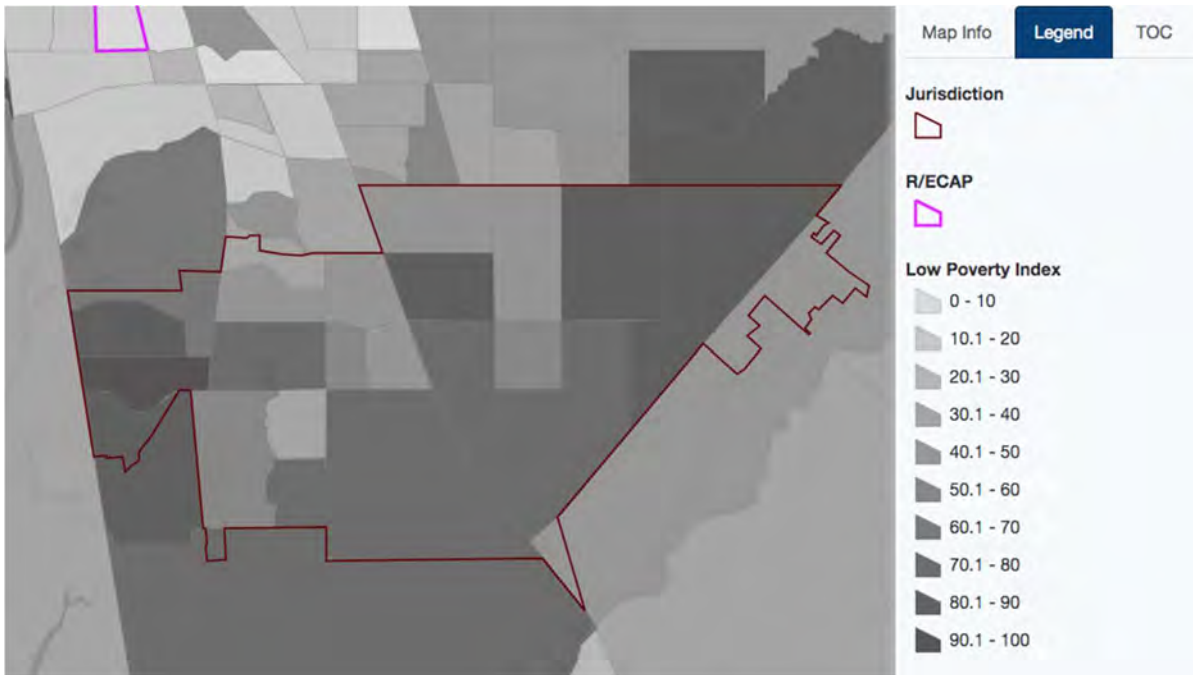 Map Info Legend TOC
Jurisdiction
R/ECAP
Low Poverty Index
0 - 10
10.1 - 20
20.1 - 30
30.1 - 40
40.1 - 50
50.1 - 60
60.1 - 70
70.1 - 80
80.1 - 90
90.1 - 100